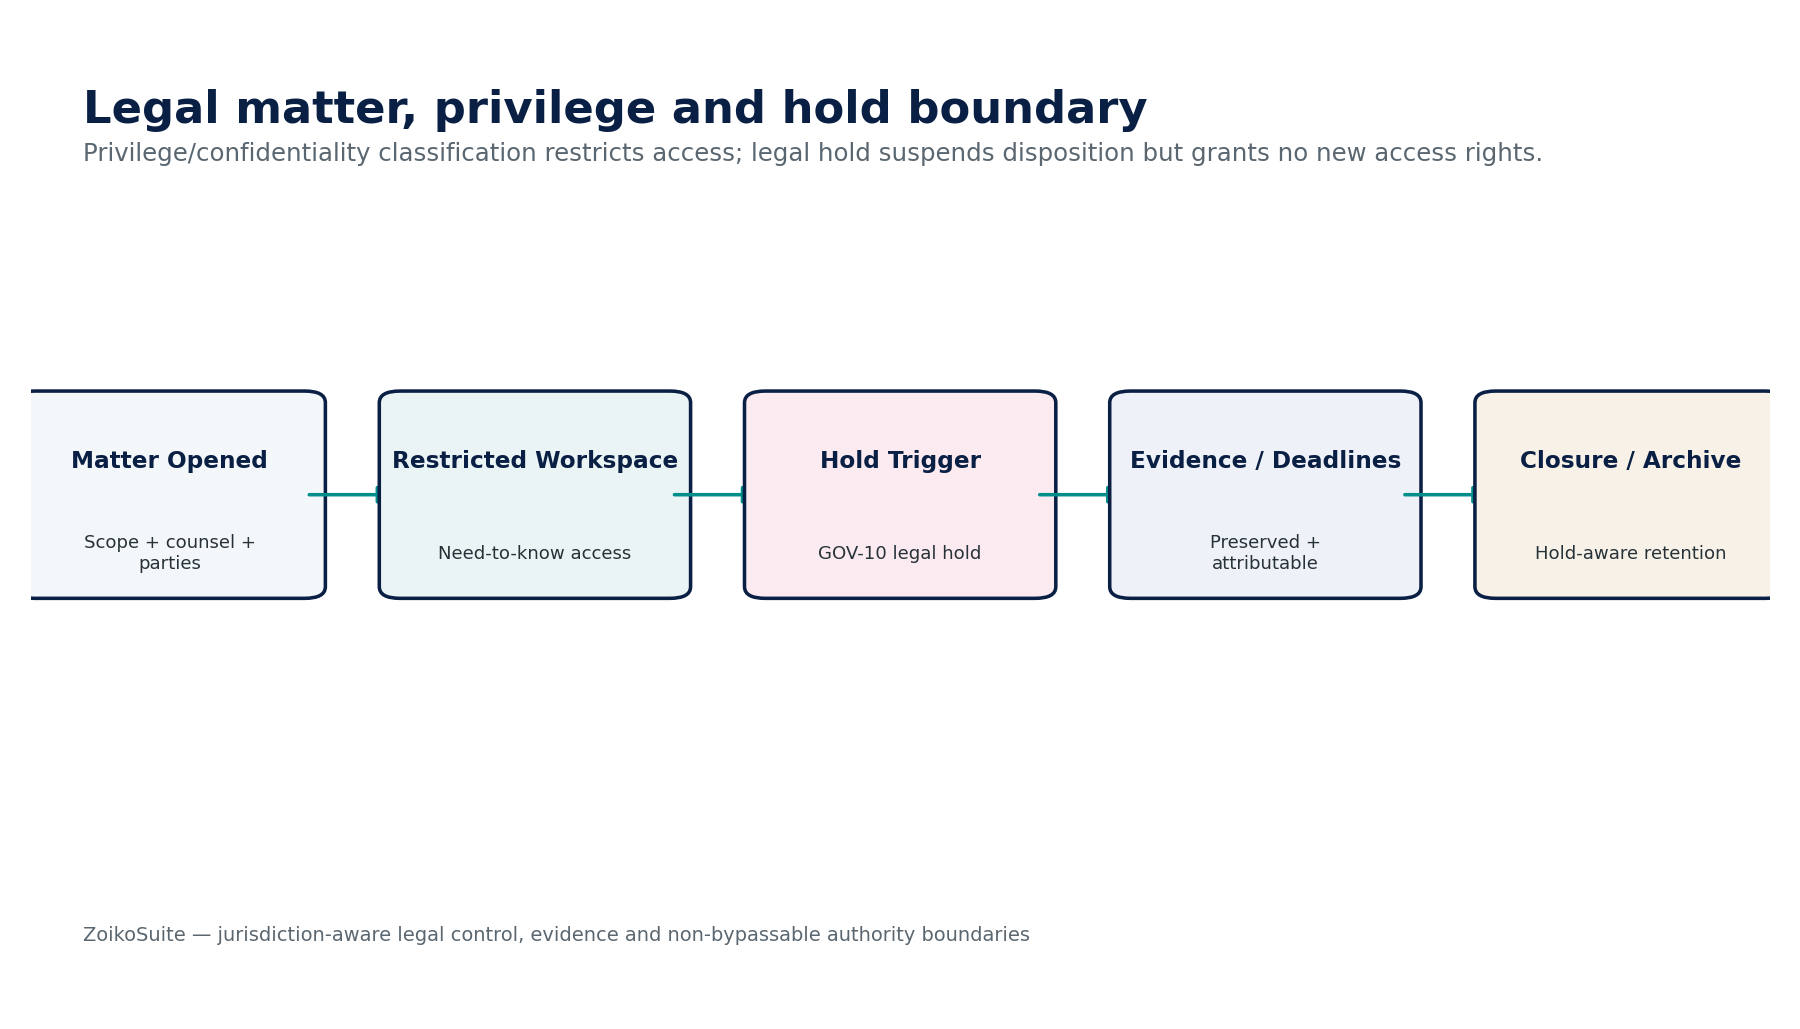 Legal matter, privilege and hold boundary
Privilege/confidentiality classification restricts access; legal hold suspends disposition but grants no new access rights.
Matter Opened
Scope + counsel +
parties
Restricted Workspace
Need-to-know access
Hold Trigger
GOV-10 legal hold
Evidence / Deadlines
Preserved +
attributable
Closure / Archive
Hold-aware retention
ZoikoSuite — jurisdiction-aware legal control, evidence and non-bypassable authority boundaries